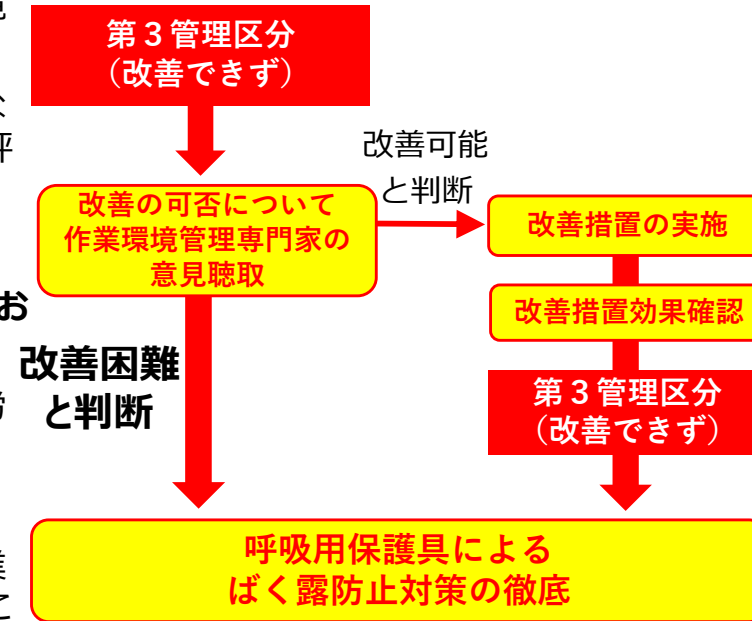 第３管理区分
（改善できず）
改善可能
と判断
改善の可否について
作業環境管理専門家の
意見聴取
改善措置の実施
改善措置効果確認
お
改善困難
と判断
第３管理区分
（改善できず）
呼吸用保護具による
ばく露防止対策の徹底